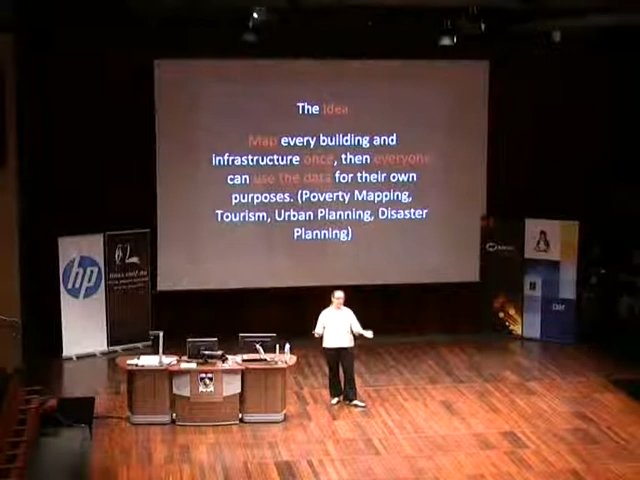 The Idea
Map every building and
infrastructure once, then everyone
can use the data for their own
purposes. (Poverty Mapping,
Tourism, Urban Planning, Disaster
Planning)
hp